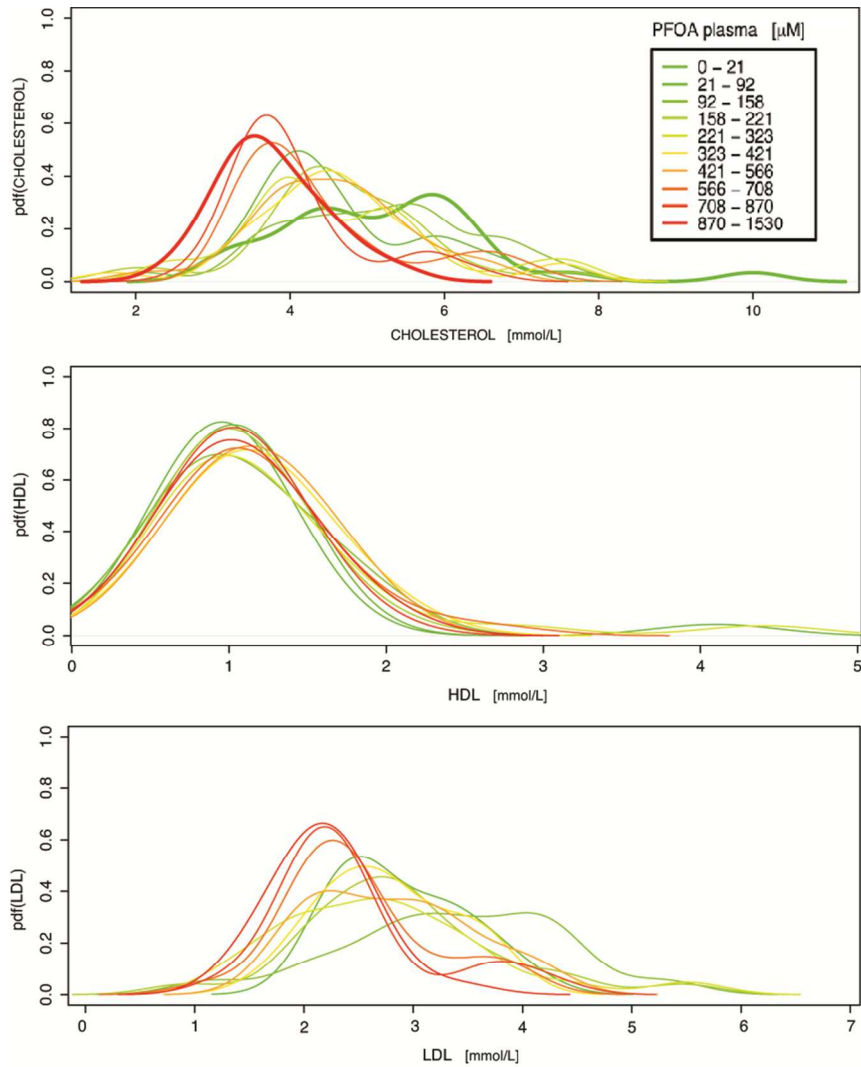 PFOA plasma [μM]
0 – 21
21 – 92
92 – 158
158 – 221
221 – 323
323 – 421
421 – 566
566 – 708
708 – 870
870 – 1530
pdf(CHOLESTEROL)
0.0 0.2 0.4 0.6 0.8 1.0
2 4 6 8 10
CHOLESTEROL [mmol/L]
pdf(HDL)
0.0 0.2 0.4 0.6 0.8 1.0
0 1 2 3 4 5
HDL [mmol/L]
pdf(LDL)
0.0 0.2 0.4 0.6 0.8 1.0
0 1 2 3 4 5 6 7
LDL [mmol/L]